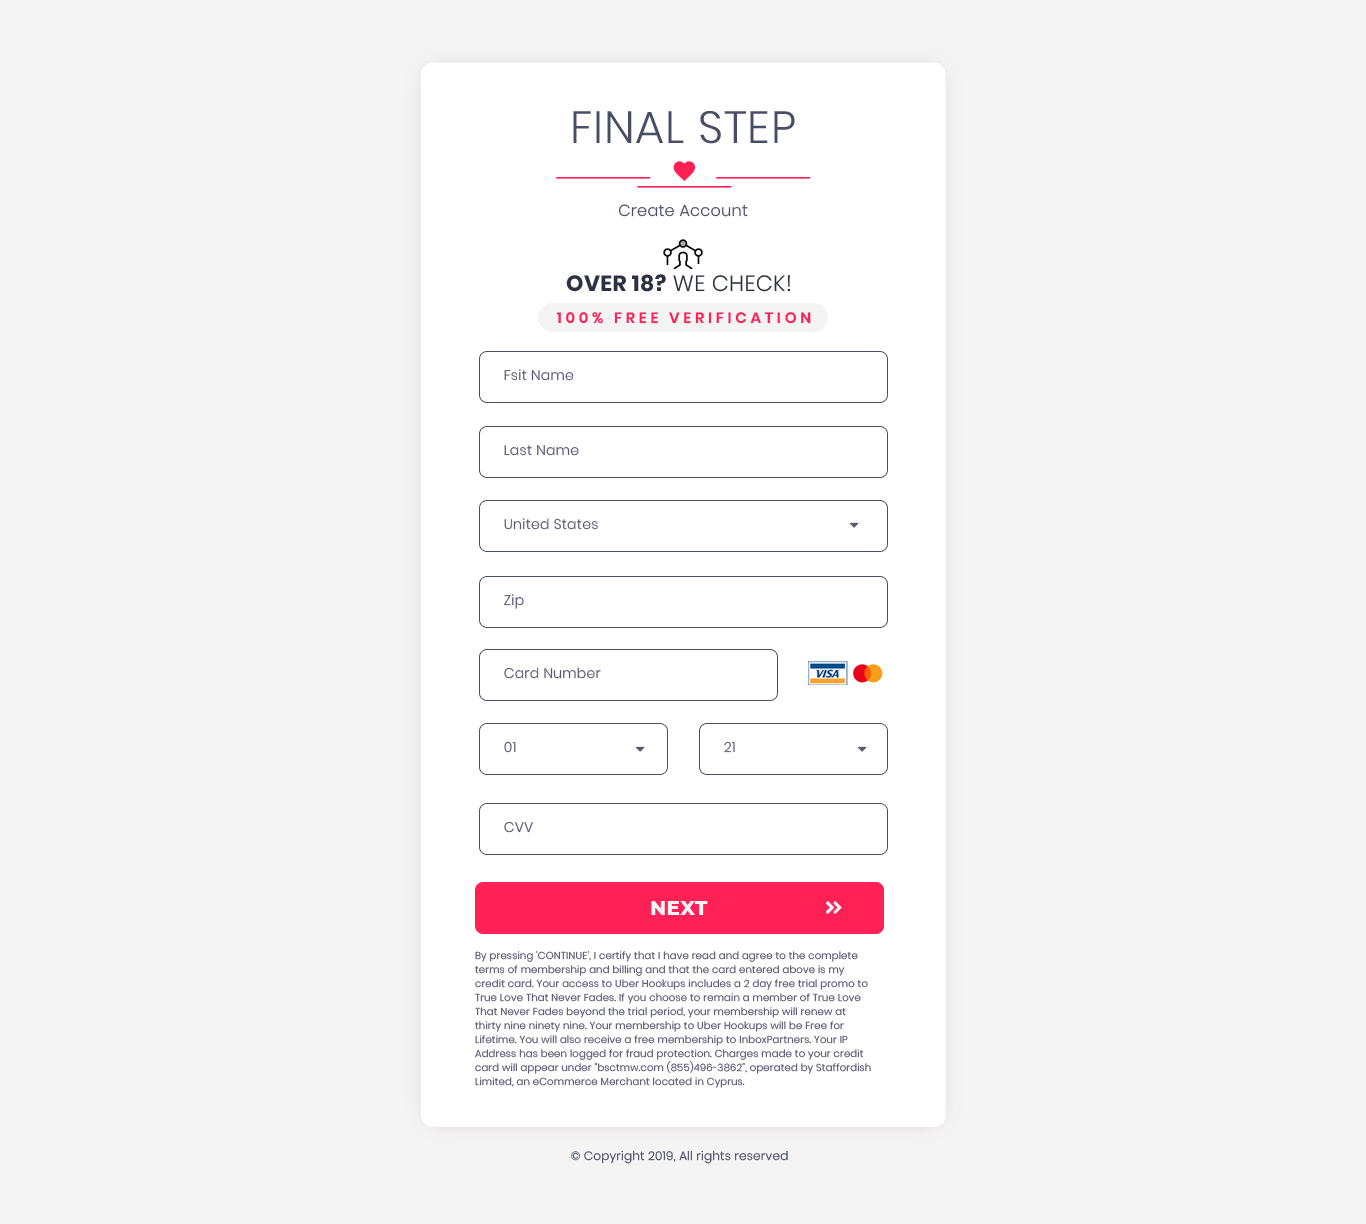 FINAL STEP
Create Account
OVER 18? WE CHECK!
100% FREE VERIFICATION
Fsit Name
Last Name
United States
Zip
Card Number
VISA
01
21
CVV
NEXT
By pressing 'CONTINUE', I certify that I have read and agree to the complete
terms of membership and billing and that the card entered above is my
credit card. Your access to Uber Hookups includes a 2 day free trial promo to
True Love That Never Fades. If you choose to remain a member of True Love
That Never Fades beyond the trial period, your membership will renew at
thirty nine ninety nine. Your membership to Uber Hookups will be Free for
Lifetime. You will also receive a free membership to InboxPartners. Your IP
Address has been logged for fraud protection. Charges made to your credit
card will appear under "bsctmw.com (855)496-3862", operated by Staffordish
Limited, an eCommerce Merchant located in Cyprus.
© Copyright 2019, All rights reserved